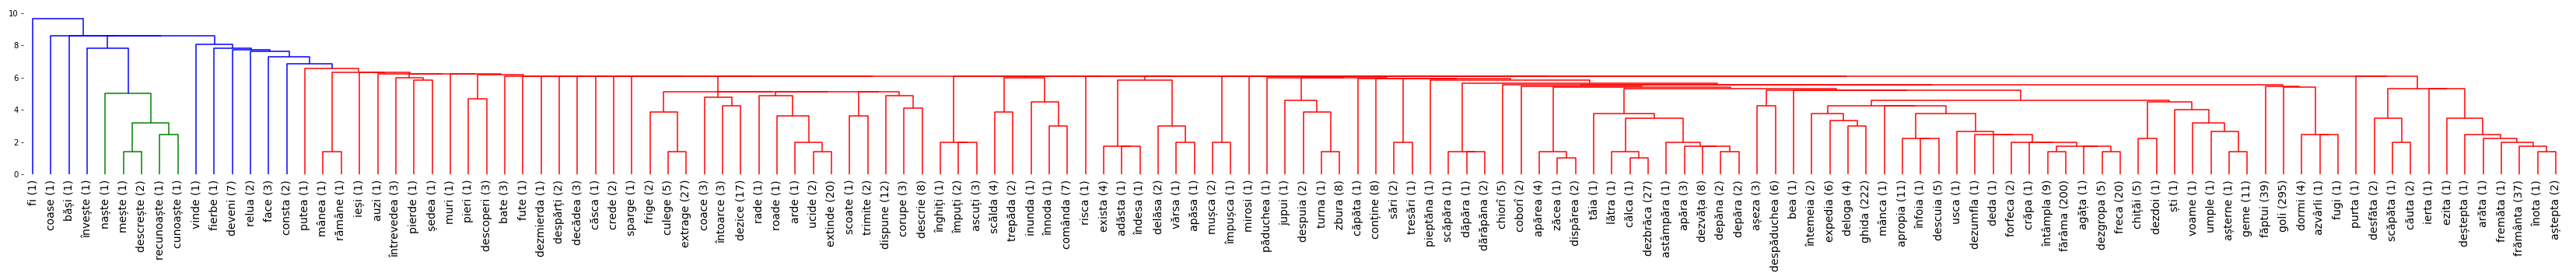 10
8
6
4
2
0
fi (1)
coase (1)
băși (1)
învește (1)
naște (1)
mește (1)
descrește (2)
recunoaște (1)
cunoaște (1)
vinde (1)
fierbe (1)
deveni (7)
relua (2)
face (3)
consta (2)
putea (1)
mânea (1)
rămâne (1)
ieși (1)
auzi (1)
întrevedea (3)
pierde (1)
ședea (1)
muri (1)
pieri (1)
descoperi (3)
bate (3)
fute (1)
dezmierda (1)
despărți (2)
decădea (3)
căsca (1)
crede (2)
sparge (1)
frige (2)
culege (5)
extrage (27)
coace (3)
întoarce (3)
dezice (17)
rade (1)
roade (1)
arde (1)
ucide (2)
extinde (20)
scoate (1)
trimite (2)
dispune (12)
corupe (3)
descrie (8)
înghiți (1)
împuți (2)
ascuți (3)
scălda (4)
trepăda (2)
inunda (1)
înnoda (1)
comânda (7)
risca (1)
exista (4)
adăsta (1)
îndesa (1)
delăsa (2)
vărsa (1)
apăsa (1)
mușca (2)
împușca (1)
mirosi (1)
păduchea (1)
jupui (1)
despuia (2)
turna (1)
zbura (8)
căpăta (1)
conține (8)
sări (2)
tresări (1)
pieptăna (1)
scăpăra (1)
dăpăra (1)
dărăpăna (2)
chiorî (5)
coborî (2)
apărea (4)
zăcea (1)
dispărea (2)
tăia (1)
lătra (1)
călca (1)
dezbrăca (27)
astâmpăra (1)
apăra (3)
dezvăța (8)
depăna (2)
depăra (2)
așeza (3)
despăduchea (6)
bea (1)
întemeia (2)
expedia (6)
degloga (4)
ghida (222)
mânca (1)
apropia (11)
înfoia (1)
descuia (5)
usca (1)
dezumfla (1)
deda (1)
forfeca (2)
crăpa (1)
întâmpla (9)
fărâma (200)
agăța (1)
dezgropa (5)
freca (20)
chițăi (5)
dezdoi (1)
ști (1)
voame (1)
umple (1)
așterne (1)
geme (11)
făptui (39)
goli (295)
dormi (4)
azvârli (1)
fugi (1)
purta (1)
desfăta (2)
scăpăta (1)
căuta (2)
ierta (1)
ezita (1)
deștepta (1)
arăta (1)
fremăta (1)
frământa (37)
înota (1)
aștepta (2)